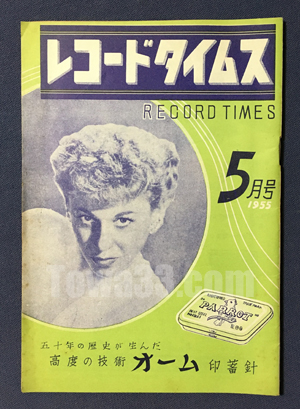 レコードタイムス
RECORD TIMES
5月号
1955
PARROT
五十年の歴史が生んだ
高度の技術 オーム 印蓄針